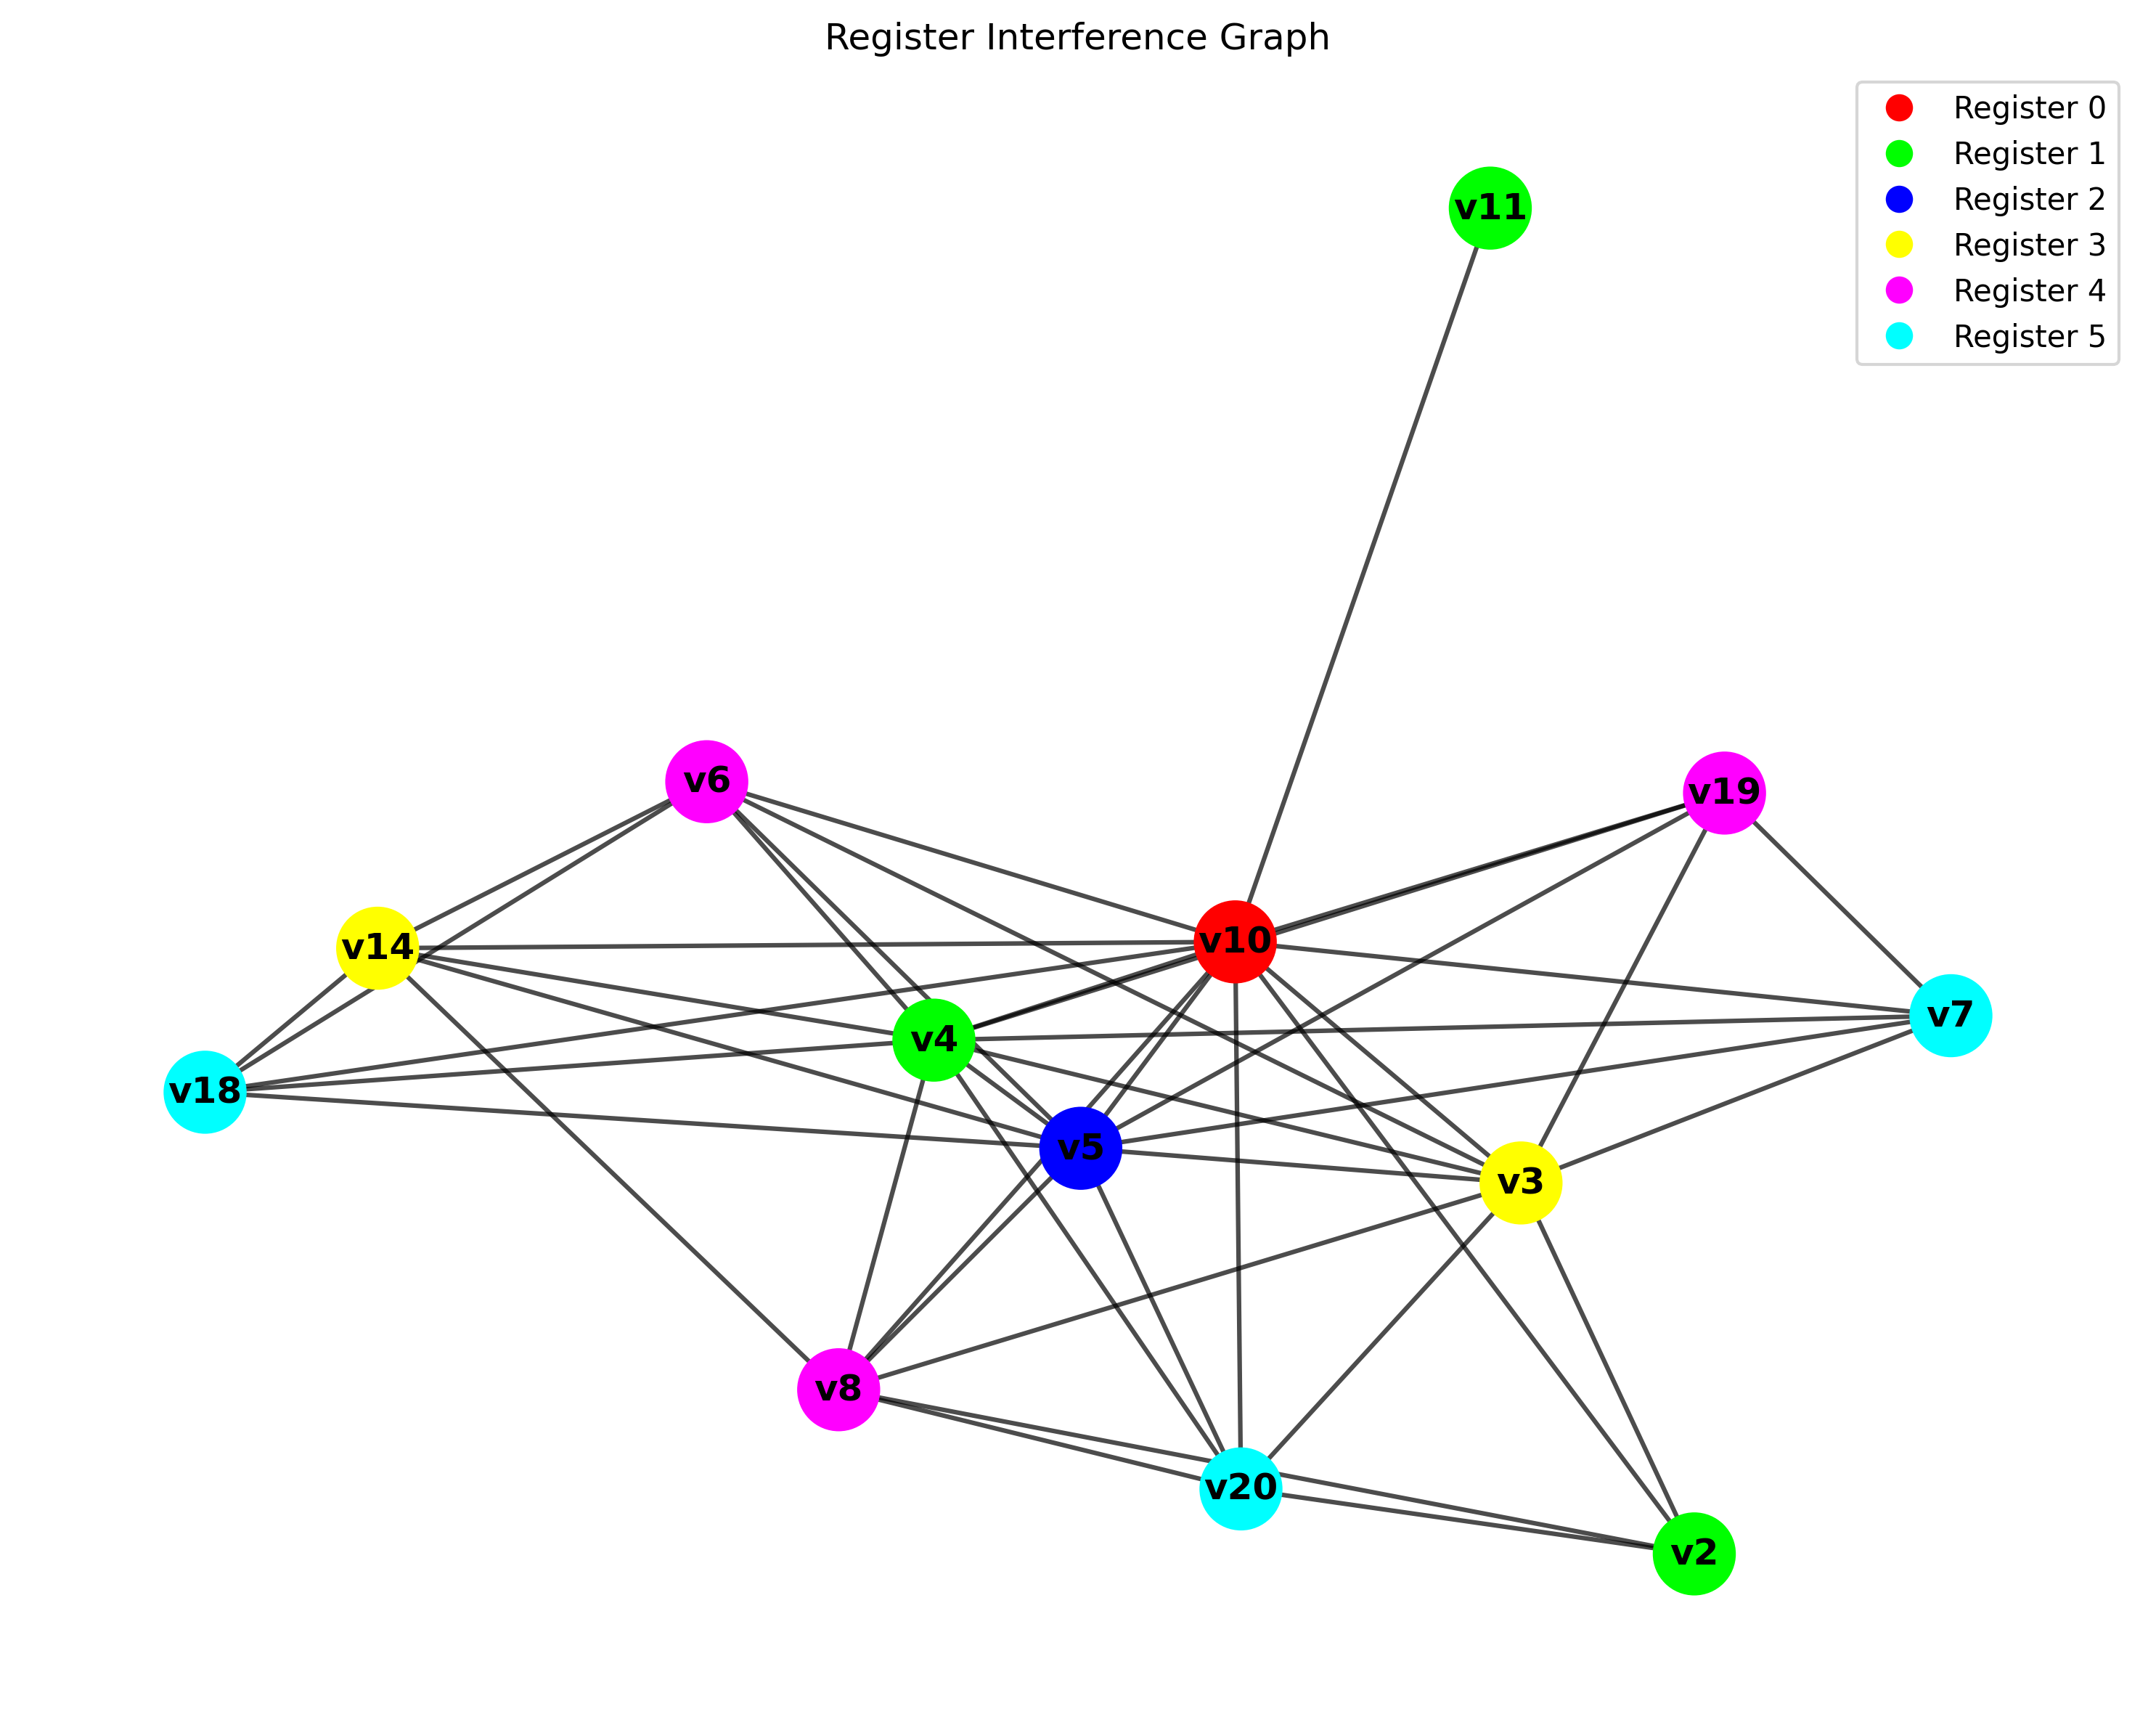 Register Interference Graph
Register 0
Register 1
Register 2
Register 3
Register 4
Register 5
v11
v6
v19
v10
v14
v7
v4
v18
v5
v3
v8
v20
v2